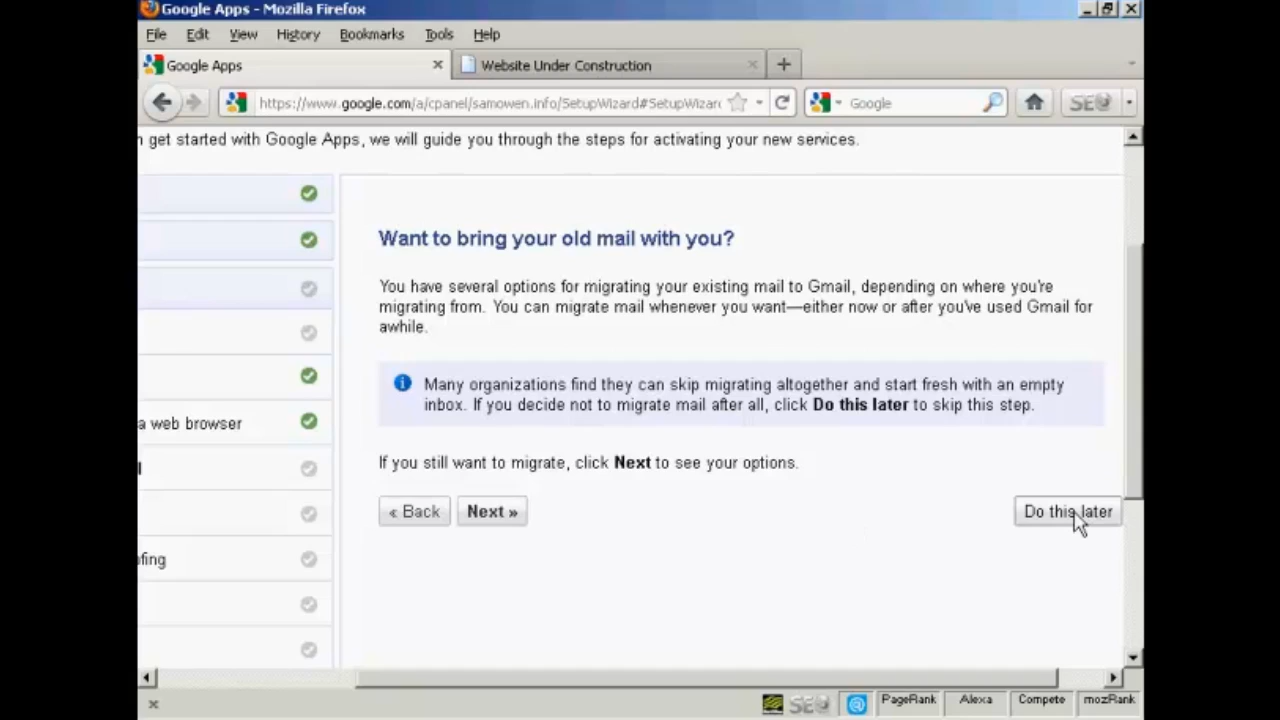 Google Apps - Mozilla Firefox
File Edit View History Bookmarks Tools Help
Google Apps
Website Under Construction
https://www.google.com/a/cpanel/samowen.info/SetupWizard#SetupWizard
Google
SEO
get started with Google Apps, we will guide you through the steps for activating your new services.
Want to bring your old mail with you?
You have several options for migrating your existing mail to Gmail, depending on where you're
migrating from. You can migrate mail whenever you want—either now or after you've used Gmail for
awhile.
Many organizations find they can skip migrating altogether and start fresh with an empty
inbox. If you decide not to migrate mail after all, click Do this later to skip this step.
a web browser
If you still want to migrate, click Next to see your options.
« Back Next » Do this later
fing
SEO PageRank Alexa Compete mozRank